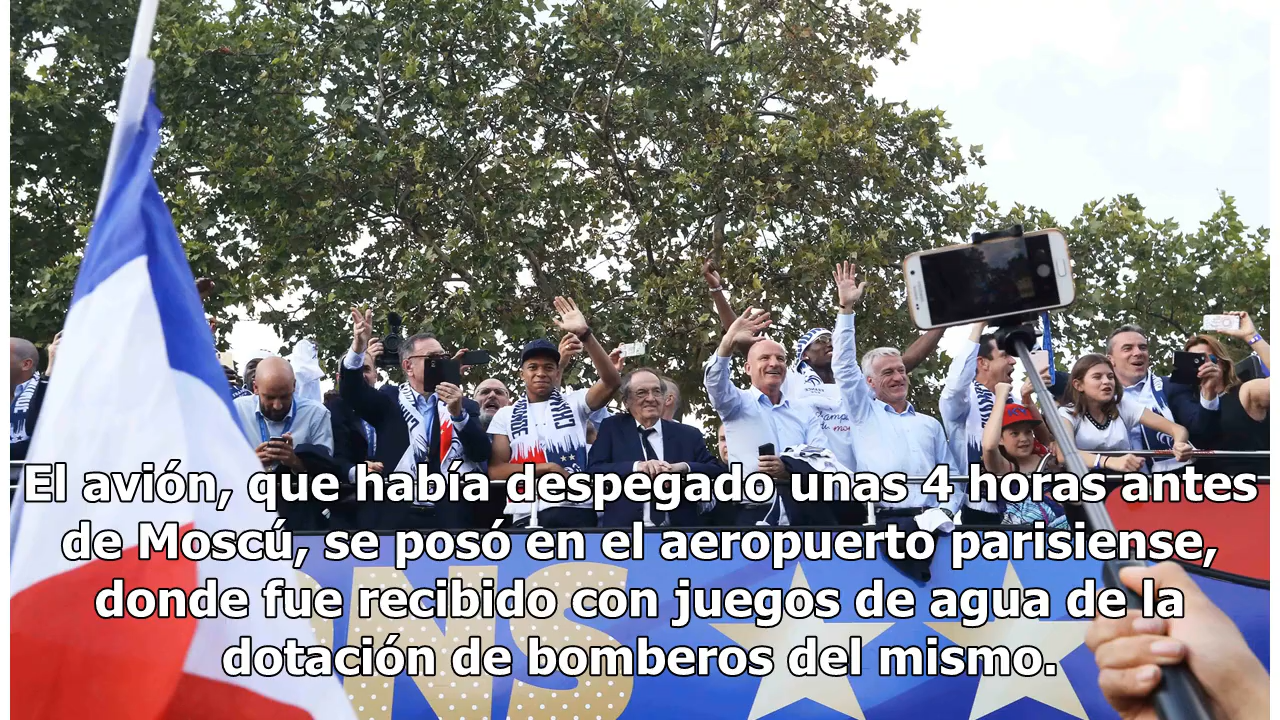 El avión, que había despegado unas 4 horas antes
de Moscú, se posó en el aeropuerto parisiense,
donde fue recibido con juegos de agua de la
dotación de bomberos del mismo.
ONS